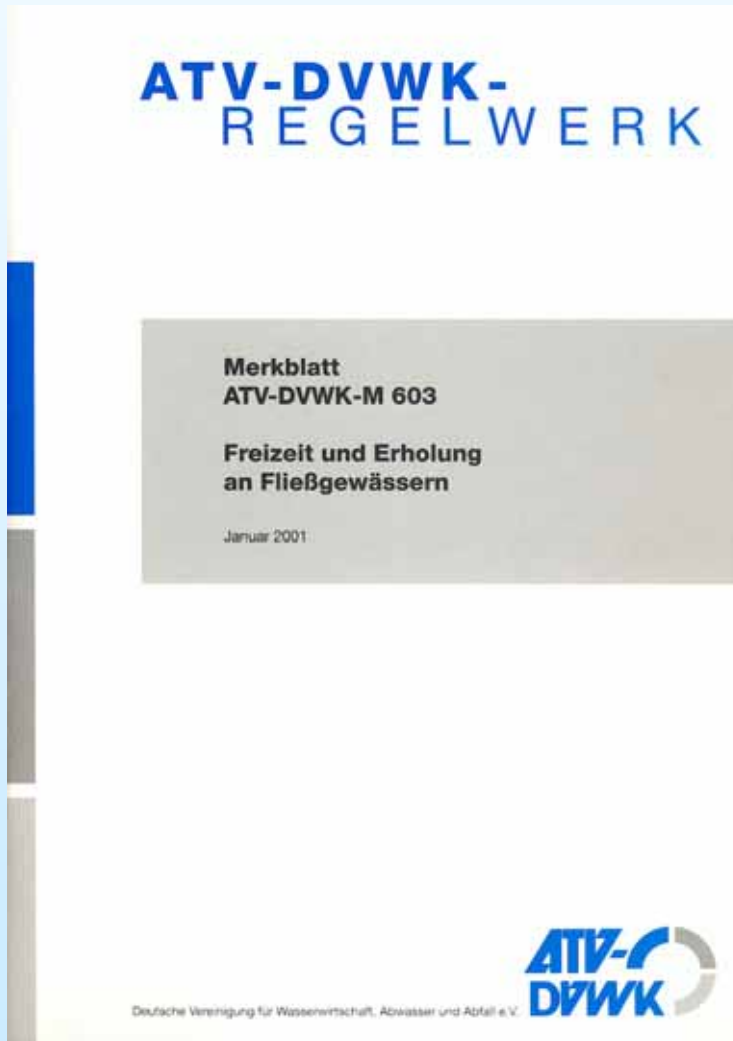 ATV-DVWK-
REGELWERK
Merkblatt
ATV-DVWK-M 603
Freizeit und Erholung
an Fließgewässern
Januar 2001
ATV-
DVWK
Deutsche Vereinigung für Wasserwirtschaft, Abwasser und Abfall e.V.